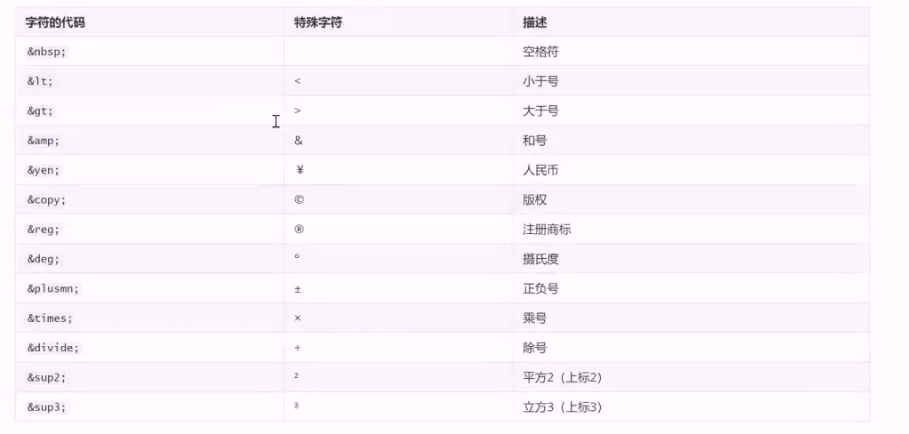 字符的代码 特殊字符 描述
&nbsp; 空格符
&lt; < 小于号
&gt; > 大于号
&amp; & 和号
&yen; ¥ 人民币
&copy; © 版权
&reg; ® 注册商标
&deg; ° 摄氏度
&plusmn; ± 正负号
&times; × 乘号
&divide; ÷ 除号
&sup2; ² 平方2（上标2）
&sup3; ³ 立方3（上标3）